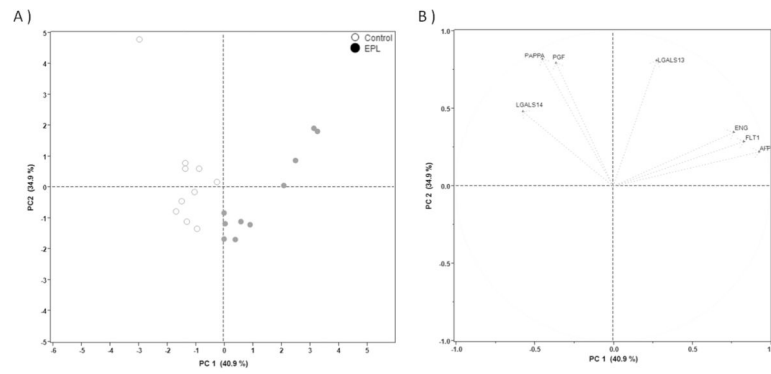 A )
Control
EPL
5
4
3
2
1
0
-1
-2
-3
-4
-5
PC2 (34.9 %)
-6 -5 -4 -3 -2 -1 0 1 2 3 4 5
PC 1 (40.9 %)
B )
PAPPA PGF LGALS13
LGALS14
ENG
FLT1
AFP
1.0
0.5
0.0
-0.5
-1.0
PC 2 (34.9 %)
-1.0 -0.5 0.0 0.5 1
PC 1 (40.9 %)